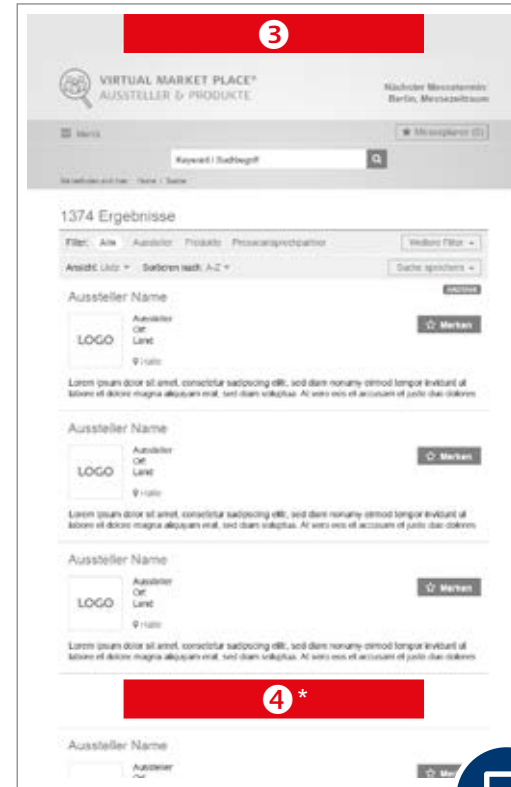 3
VIRTUAL MARKET PLACE®
AUSSTELLER & PRODUKTE
Nächster Messetermin:
Berlin, Messezeitraum
Menü
Messeplaner (0)
Keyword / Suchbegriff
Sie befinden sich hier: Home / Suche
1374 Ergebnisse
Filter: Alle Aussteller Produkte Presseansprechpartner Weitere Filter
Ansicht: Liste Sortieren nach: A-Z Suche speichern
ANZEIGE
Aussteller Name
Aussteller
Ort
LOGO Land
Merken
Halle
Lorem ipsum dolor sit amet, consetetur sadipscing elitr, sed diam nonumy eirmod tempor invidunt ut
labore et dolore magna aliquyam erat, sed diam voluptua. At vero eos et accusam et justo duo dolores
Aussteller Name
Aussteller
Ort
LOGO Land
Merken
Halle
Lorem ipsum dolor sit amet, consetetur sadipscing elitr, sed diam nonumy eirmod tempor invidunt ut
labore et dolore magna aliquyam erat, sed diam voluptua. At vero eos et accusam et justo duo dolores
Aussteller Name
Aussteller
Ort
LOGO Land
Merken
Halle
Lorem ipsum dolor sit amet, consetetur sadipscing elitr, sed diam nonumy eirmod tempor invidunt ut
labore et dolore magna aliquyam erat, sed diam voluptua. At vero eos et accusam et justo duo dolores
4*
Aussteller Name
Aussteller